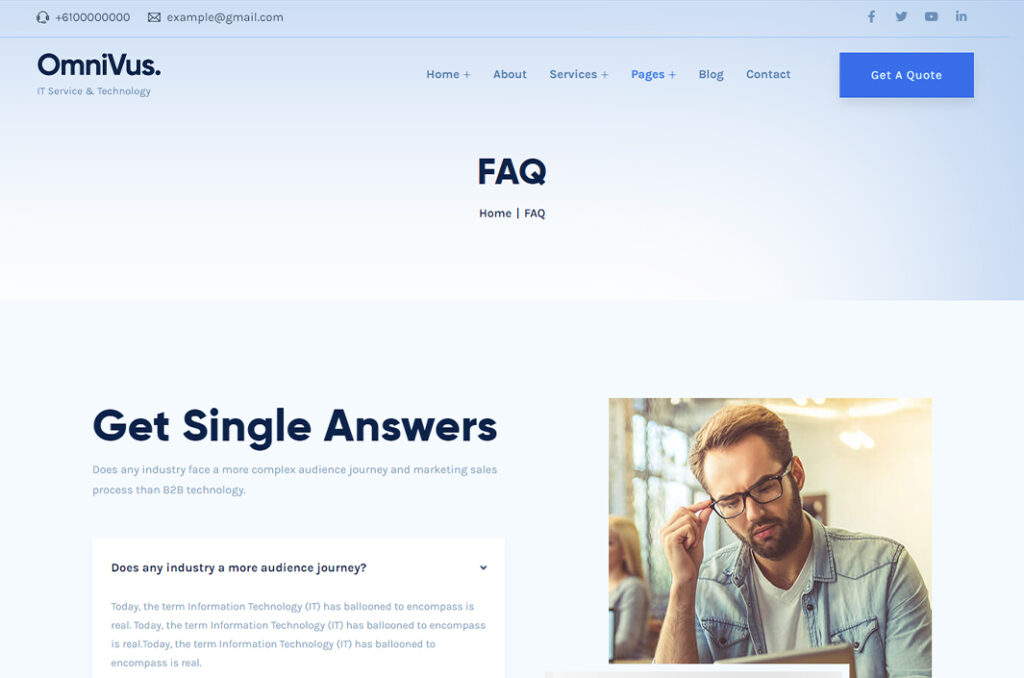 +6100000000 example@gmail.com
OmniVus.
IT Service & Technology
Home + About Services + Pages + Blog Contact Get A Quote
FAQ
Home | FAQ
Get Single Answers
Does any industry face a more complex audience journey and marketing sales
process than B2B technology.
Does any industry a more audience journey?
Today, the term Information Technology (IT) has ballooned to encompass is
real. Today, the term Information Technology (IT) has ballooned to encompass
is real.Today, the term Information Technology (IT) has ballooned to
encompass is real.